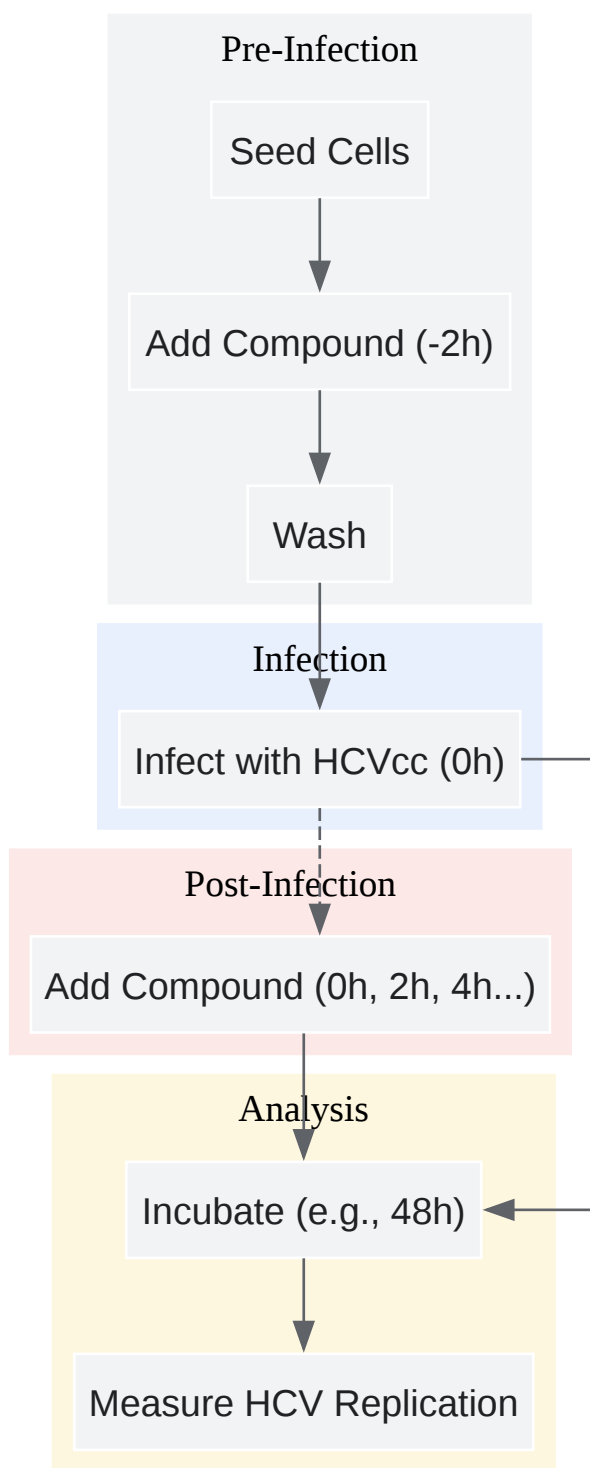 Pre-Infection
Seed Cells
Add Compound (-2h)
Wash
Infection
Infect with HCVcc (0h)
Post-Infection
Add Compound (0h, 2h, 4h...)
Analysis
Incubate (e.g., 48h)
Measure HCV Replication